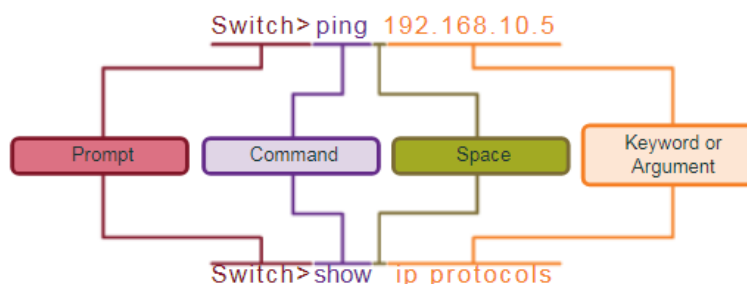 Switch>ping 192.168.10.5
Prompt
Command
Space
Keyword or
Argument
Switch>show ip protocols